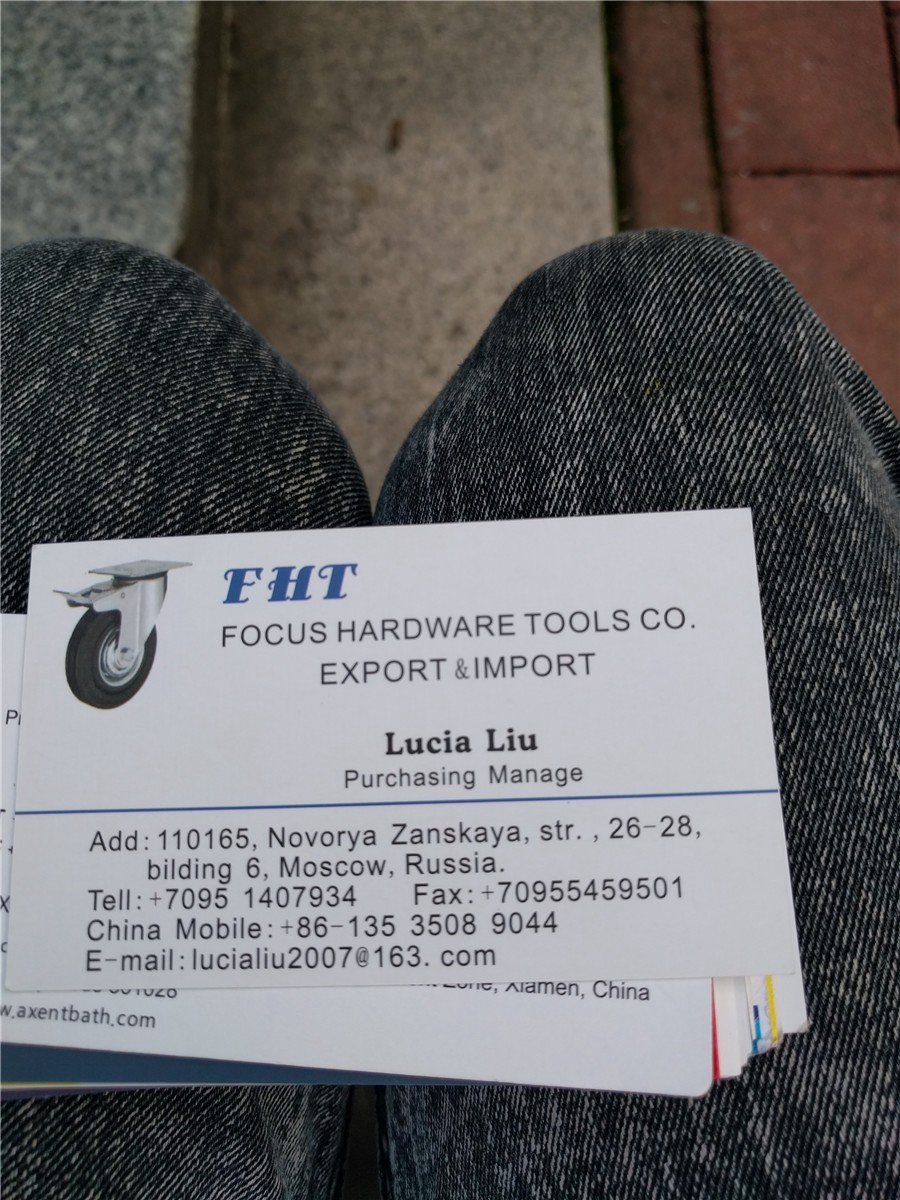 FHT
FOCUS HARDWARE TOOLS CO.
EXPORT & IMPORT
Lucia Liu
Purchasing Manage
Add: 110165, Novorya Zanskaya, str. , 26-28,
bilding 6, Moscow, Russia.
Tell: +7095 1407934 Fax: +70955459501
China Mobile: +86-135 3508 9044
E-mail: lucialiu2007@163. com
Zone, Xiamen, China
w.axentbath.com